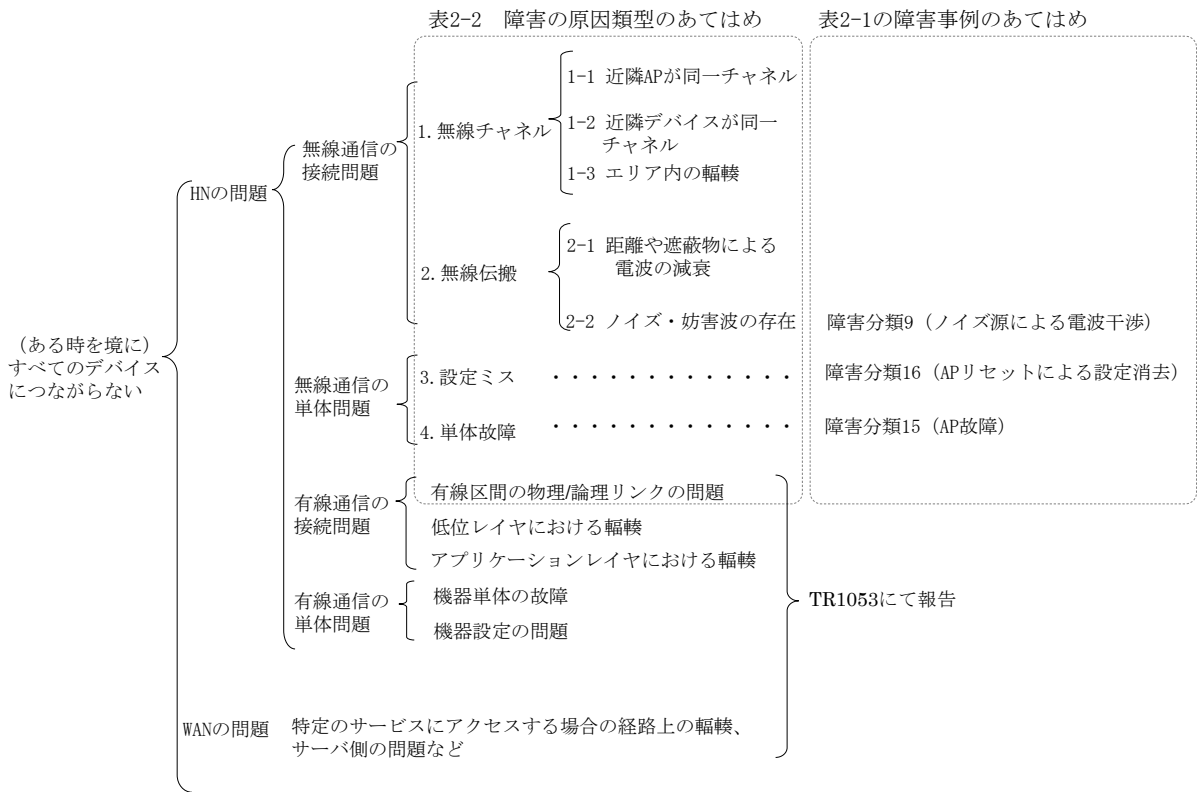 表2-2 障害の原因類型のあてはめ
表2-1の障害事例のあてはめ
(ある時を境に)
すべてのデバイス
につながらない
HNの問題
無線通信の
接続問題
1.無線チャネル
1-1 近隣APが同一チャネル
1-2 近隣デバイスが同一
チャネル
1-3 エリア内の輻輳
2.無線伝搬
2-1 距離や遮蔽物による
電波の減衰
2-2 ノイズ・妨害波の存在
障害分類9(ノイズ源による電波干渉)
無線通信の
単体問題
3.設定ミス ・・・・・・・・・・・・・
障害分類16(APリセットによる設定消去)
4.単体故障 ・・・・・・・・・・・・・
障害分類15(AP故障)
有線通信の
接続問題
有線区間の物理/論理リンクの問題
低位レイヤにおける輻輳
アプリケーションレイヤにおける輻輳
有線通信の
単体問題
機器単体の故障
機器設定の問題
TR1053にて報告
WANの問題
特定のサービスにアクセスする場合の経路上の輻輳、
サーバ側の問題など